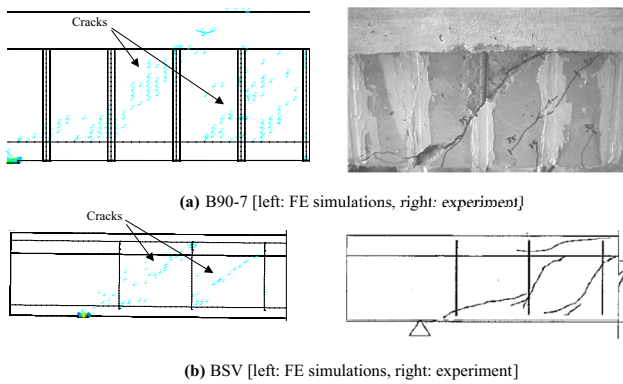 Cracks
(a) B90-7 [left: FE simulations, right: experiment]
Cracks
(b) BSV [left: FE simulations, right: experiment]